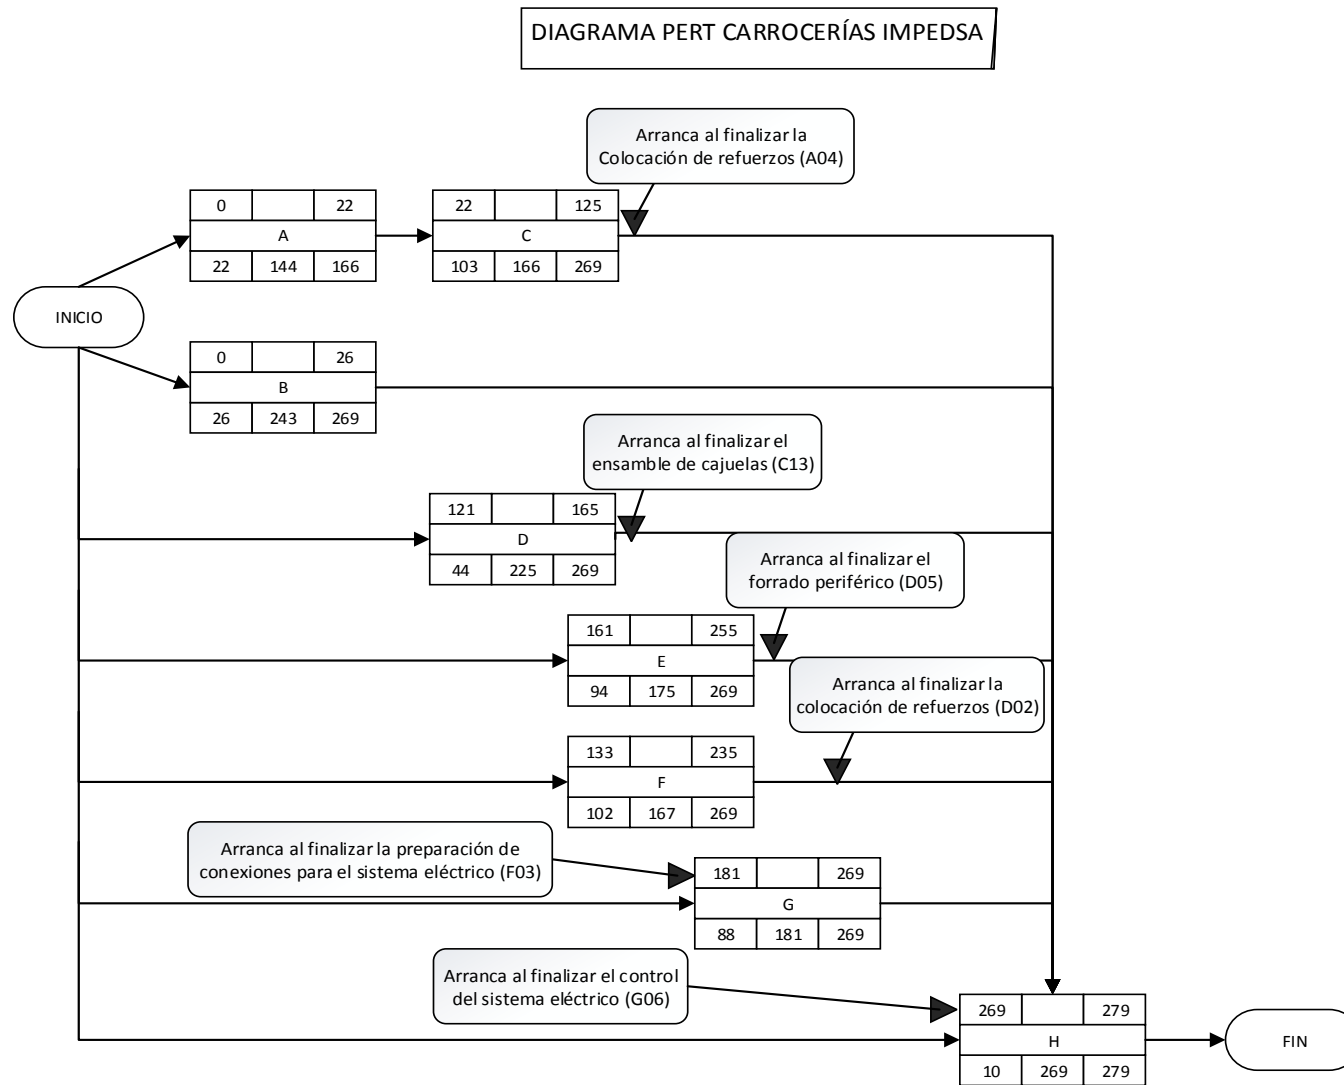 DIAGRAMA PERT CARROCERÍAS IMPEDSA
Arranca al finalizar la
Colocación de refuerzos (A04)
0 22
A
22 144 166
22 125
C
103 166 269
INICIO
0 26
B
26 243 269
Arranca al finalizar el
ensamble de cajuelas (C13)
121 165
D
44 225 269
Arranca al finalizar el
forrado periférico (D05)
161 255
E
94 175 269
Arranca al finalizar la
colocación de refuerzos (D02)
133 235
F
102 167 269
Arranca al finalizar la preparación de
conexiones para el sistema eléctrico (F03)
181 269
G
88 181 269
Arranca al finalizar el control
del sistema eléctrico (G06)
269 279
H
10 269 279
FIN